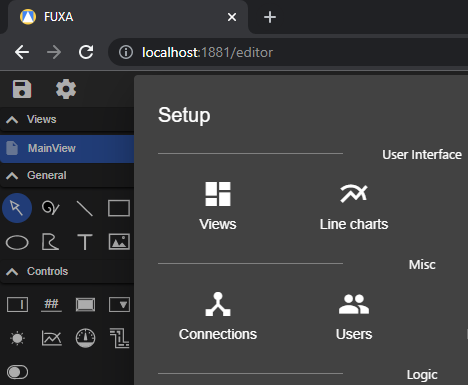 FUXA
localhost:1881/editor
Setup
Views
User Interface
MainView
General
Views
Line charts
T
Misc
Controls
##
Connections
Users
Logic